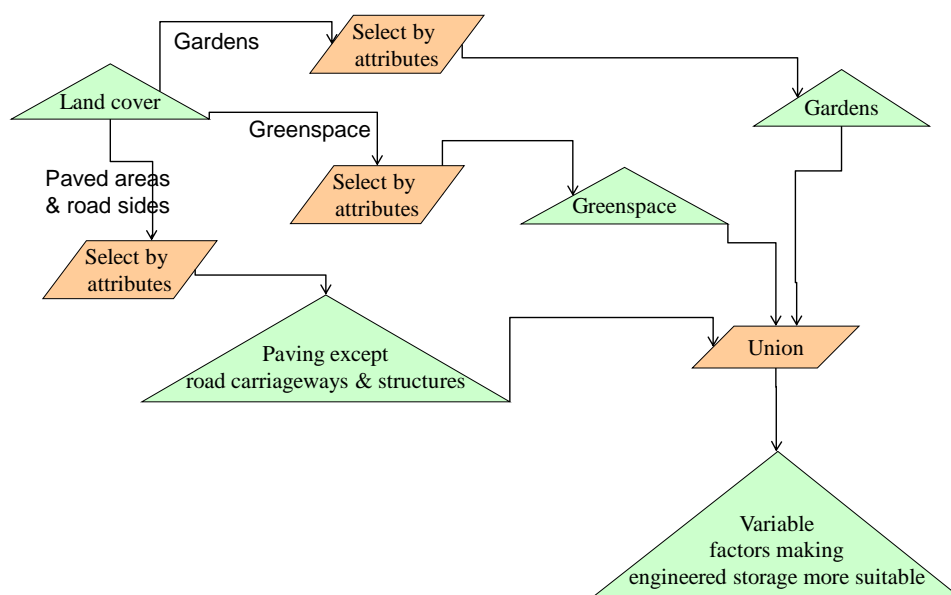 Gardens
Select by
attributes
Land cover
Gardens
Greenspace
Select by
attributes
Paved areas
& road sides
Greenspace
Select by
attributes
Paving except
road carriageways & structures
Union
Variable
factors making
engineered storage more suitable